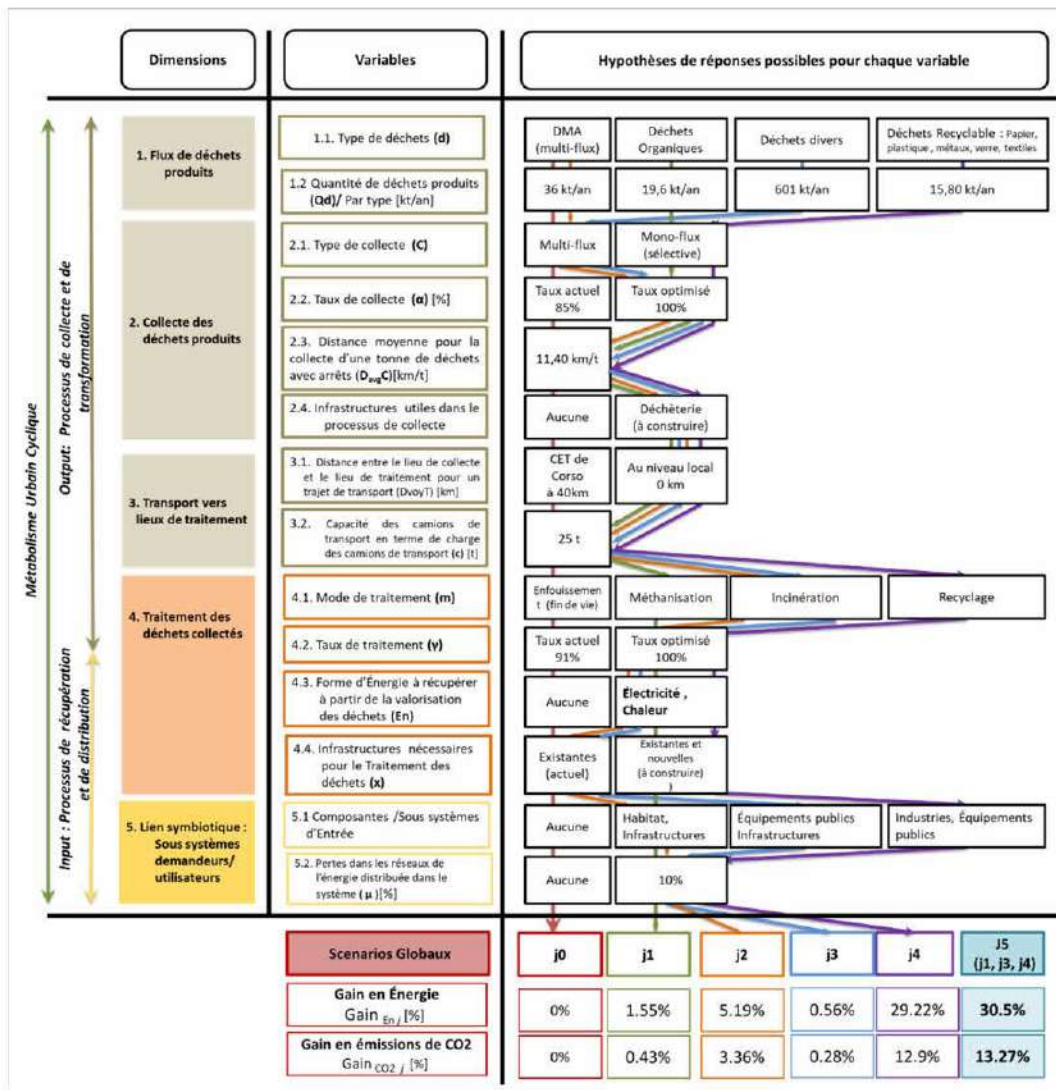 Dimensions
Variables
Hypothèses de réponses possibles pour chaque variable
Métabolisme Urbain Cyclique
Output: Processus de collecte et de
transformation
Input : Processus de récupération
et de distribution
1. Flux de déchets
produits
1.1. Type de déchets (d)
DMA
(multi-flux)
Déchets
Organiques
Déchets divers
Déchets Recyclable : Papier,
plastique, métaux, verre, textiles
1.2 Quantité de déchets produits
(Qd)/ Par type [kt/an]
36 kt/an
19,6 kt/an
601 kt/an
15,80 kt/an
2. Collecte des
déchets produits
2.1. Type de collecte (C)
Multi-flux
Mono-flux
(sélective)
2.2. Taux de collecte (α) [%]
Taux actuel
85%
Taux optimisé
100%
2.3. Distance moyenne pour la
collecte d'une tonne de déchets
avec arrêts (DavgC)[km/t]
11,40 km/t
2.4. Infrastructures utiles dans le
processus de collecte
Aucune
Déchèterie
(à construire)
3. Transport vers
lieux de traitement
3.1. Distance entre le lieu de collecte
et le lieu de traitement pour un
trajet de transport (DvoyT) [km]
CET de
Corso
à 40km
Au niveau local
0 km
3.2. Capacité des camions de
transport en terme de charge
des camions de transport (c) [t]
25 t
4. Traitement des
déchets collectés
4.1. Mode de traitement (m)
Enfouissemen
t (fin de vie)
Méthanisation
Incinération
Recyclage
4.2. Taux de traitement (γ)
Taux actuel
91%
Taux optimisé
100%
4.3. Forme d'Énergie à récupérer
à partir de la valorisation
des déchets (En)
Aucune
Électricité ,
Chaleur
4.4. Infrastructures nécessaires
pour le Traitement des
déchets (x)
Existantes
(actuel)
Existantes et
nouvelles
(à construire
)
5. Lien symbiotique :
Sous systèmes
demandeurs/
utilisateurs
5.1 Composantes /Sous systèmes
d'Entrée
Aucune
Habitat,
Infrastructures
Équipements publics
Infrastructures
Industries, Équipements
publics
5.2. Pertes dans les réseaux de
l'énergie distribuée dans le
système (μ)[%]
Aucune
10%
Scenarios Globaux
j0
j1
j2
j3
j4
J5
(j1, j3, j4)
Gain en Énergie
Gain En j [%]
0%
1.55%
5.19%
0.56%
29.22%
30.5%
Gain en émissions de CO2
Gain CO2 j [%]
0%
0.43%
3.36%
0.28%
12.9%
13.27%